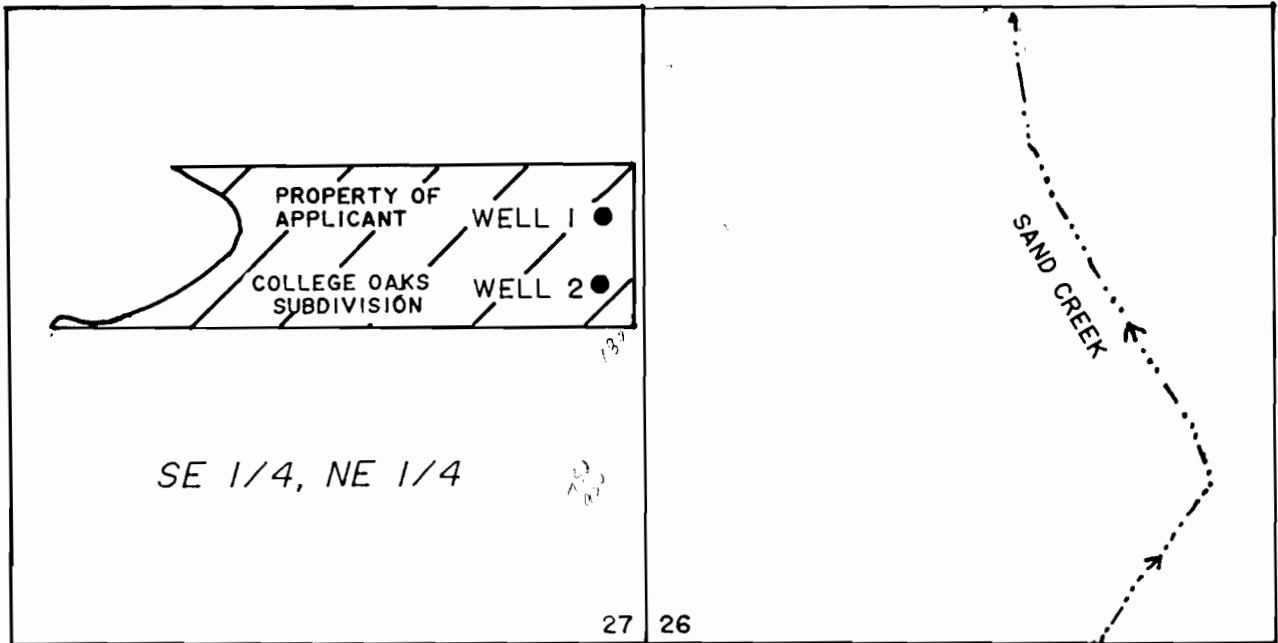 PROPERTY OF
APPLICANT
WELL 1
COLLEGE OAKS
SUBDIVISION
WELL 2
SAND CREEK
SE 1/4, NE 1/4
27
26